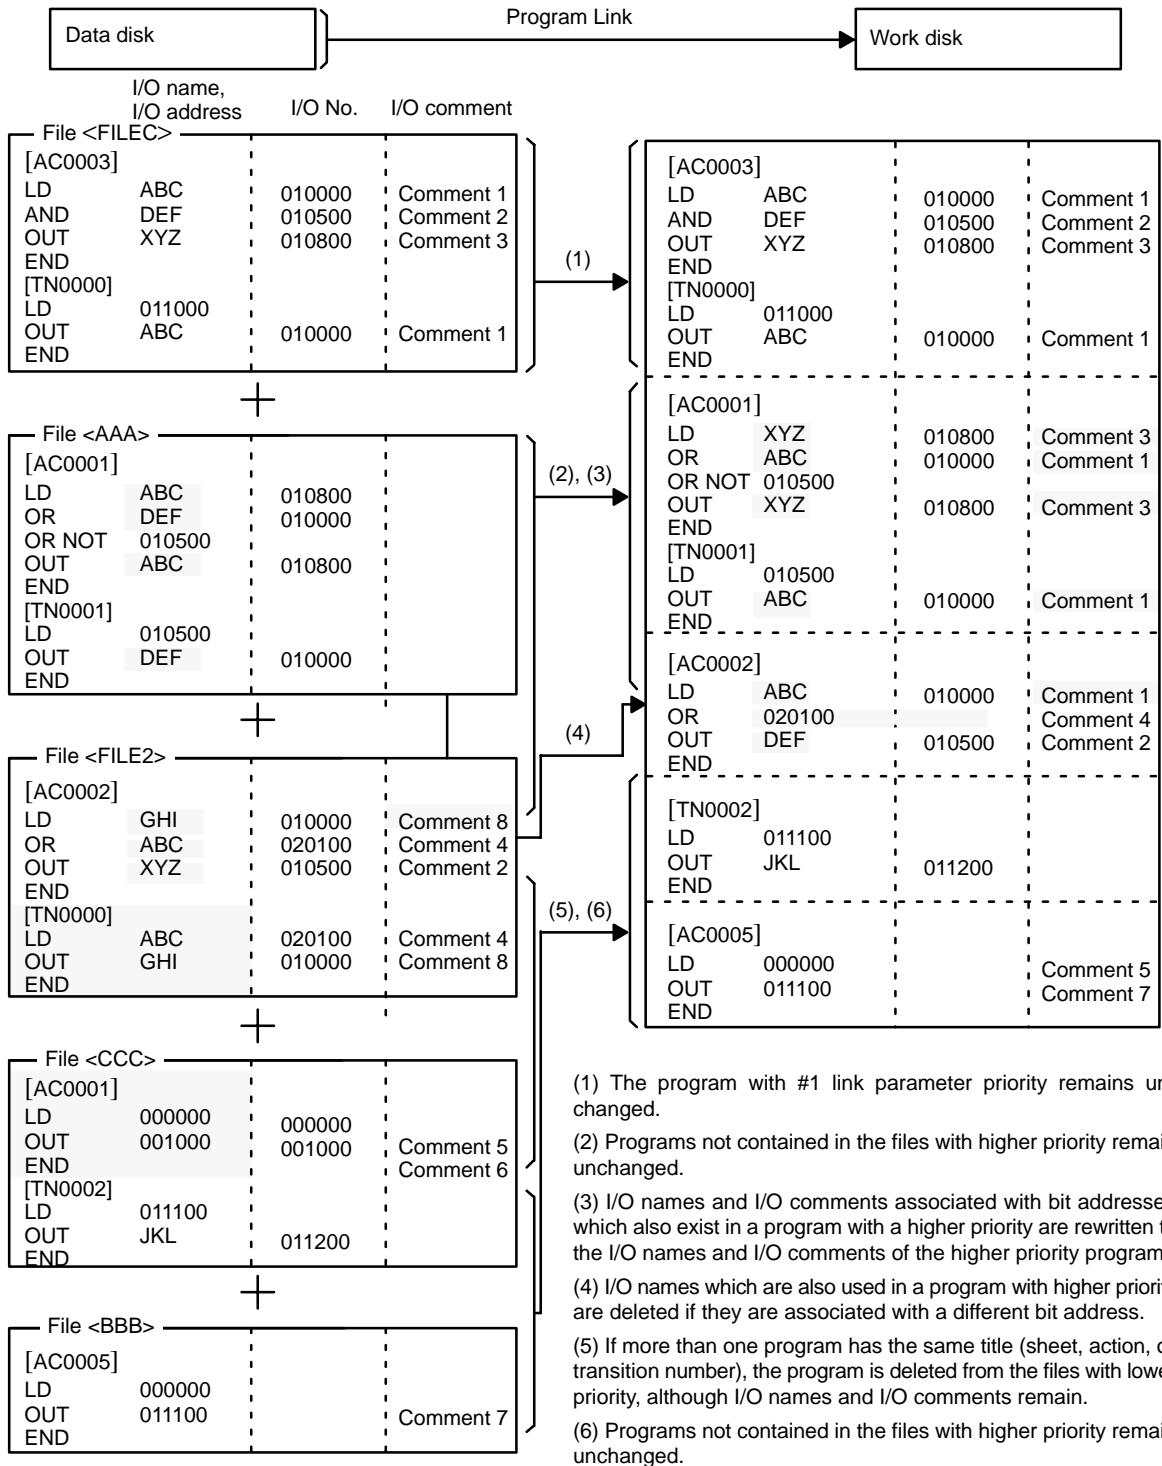 Program Link
Data disk
Work disk
I/O name,
I/O address
I/O No.
I/O comment
File <FILEC>
[AC0003]
LD ABC 010000 Comment 1
AND DEF 010500 Comment 2
OUT XYZ 010800 Comment 3
END
[TN0000]
LD 011000
OUT ABC 010000 Comment 1
END
+
File <AAA>
[AC0001]
LD ABC 010800
OR DEF 010000
OR NOT 010500
OUT ABC 010800
END
[TN0001]
LD 010500
OUT DEF 010000
END
+
File <FILE2>
[AC0002]
LD GHI 010000 Comment 8
OR ABC 020100 Comment 4
OUT XYZ 010500 Comment 2
END
[TN0000]
LD ABC 020100 Comment 4
OUT GHI 010000 Comment 8
END
+
File <CCC>
[AC0001]
LD 000000 000000
OUT 001000 001000 Comment 5
END Comment 6
[TN0002]
LD 011100
OUT JKL 011200
END
+
File <BBB>
[AC0005]
LD 000000
OUT 011100 Comment 7
END
(1)
(2), (3)
(4)
(5), (6)
[AC0003]
LD ABC 010000 Comment 1
AND DEF 010500 Comment 2
OUT XYZ 010800 Comment 3
END
[TN0000]
LD 011000
OUT ABC 010000 Comment 1
END
[AC0001]
LD XYZ 010800 Comment 3
OR ABC 010000 Comment 1
OR NOT 010500
OUT XYZ 010800 Comment 3
END
[TN0001]
LD 010500
OUT ABC 010000 Comment 1
END
[AC0002]
LD ABC 010000 Comment 1
OR 020100 Comment 4
OUT DEF 010500 Comment 2
END
[TN0002]
LD 011100
OUT JKL 011200
END
[AC0005]
LD 000000 Comment 5
OUT 011100 Comment 7
END
(1) The program with #1 link parameter priority remains un
changed.
(2) Programs not contained in the files with higher priority remai
unchanged.
(3) I/O names and I/O comments associated with bit addresse
which also exist in a program with a higher priority are rewritten t
the I/O names and I/O comments of the higher priority program
(4) I/O names which are also used in a program with higher priorit
are deleted if they are associated with a different bit address.
(5) If more than one program has the same title (sheet, action, o
transition number), the program is deleted from the files with lowe
priority, although I/O names and I/O comments remain.
(6) Programs not contained in the files with higher priority remai
unchanged.